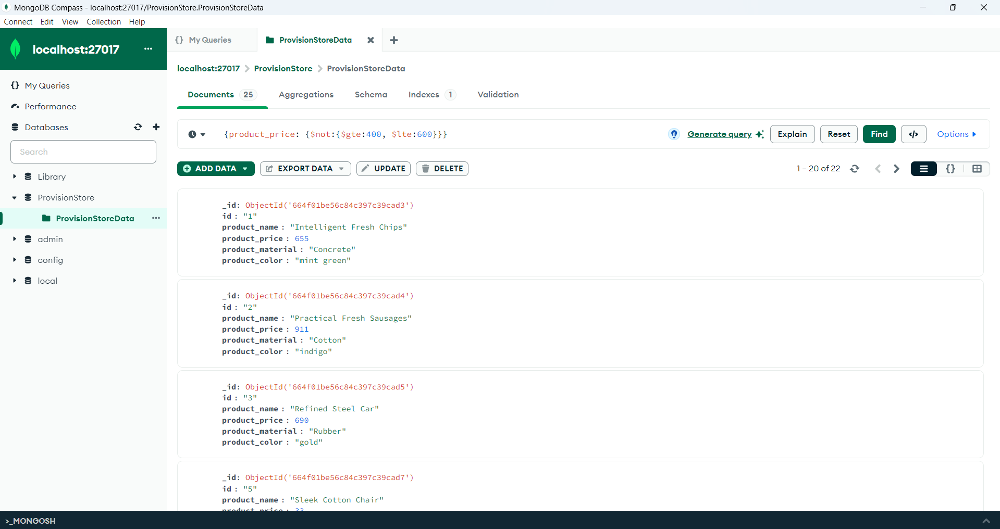 MongoDB Compass - localhost:27017/ProvisionStore.ProvisionStoreData
Connect Edit View Collection Help
localhost:27017 ...
{} My Queries
Performance
Databases
Search
Library
ProvisionStore
ProvisionStoreData ...
admin
config
local
{} My Queries
ProvisionStoreData
localhost:27017 > ProvisionStore > ProvisionStoreData
Documents 25 Aggregations Schema Indexes 1 Validation
{product_price: {$not:{$gte:400, $lte:600}}}
Generate query Explain Reset Find </> Options
ADD DATA EXPORT DATA UPDATE DELETE
1 – 20 of 22 {}
_id: ObjectId('664f01be56c84c397c39cad3')
id : "1"
product_name : "Intelligent Fresh Chips"
product_price : 655
product_material : "Concrete"
product_color : "mint green"
_id: ObjectId('664f01be56c84c397c39cad4')
id : "2"
product_name : "Practical Fresh Sausages"
product_price : 911
product_material : "Cotton"
product_color : "indigo"
_id: ObjectId('664f01be56c84c397c39cad5')
id : "3"
product_name : "Refined Steel Car"
product_price : 690
product_material : "Rubber"
product_color : "gold"
_id: ObjectId('664f01be56c84c397c39cad7')
id : "5"
product_name : "Sleek Cotton Chair"
product_price : 33
>_MONGOSH